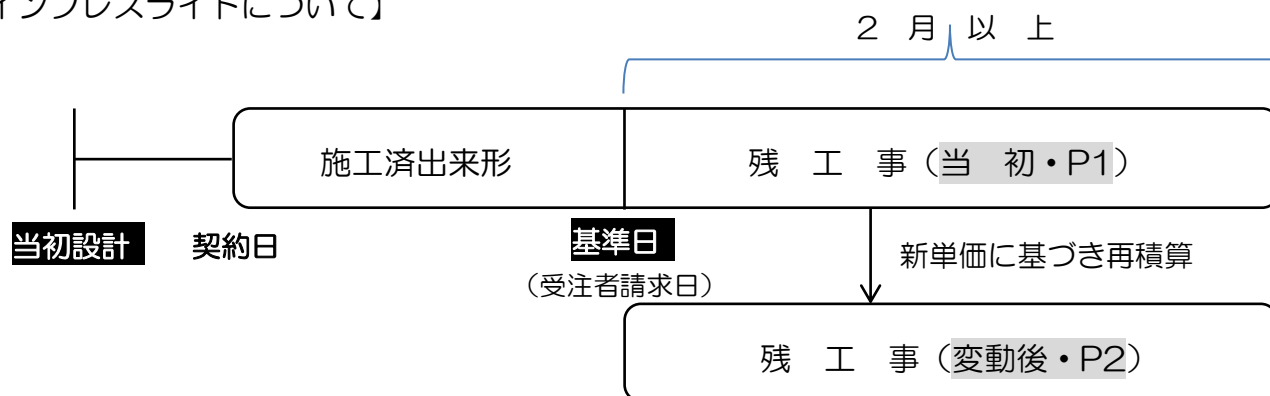 インフレスライドについて】
２　月　以　上
施工済出来形
残　工　事（当　初・P1）
当初設計
契約日
基準日
（受注者請求日）
新単価に基づき再積算
残　工　事（変動後・P2）